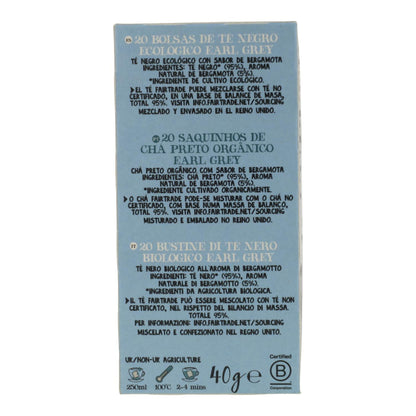 ES 20 BOLSAS DE TÉ NEGRO
ECOLÓGICO EARL GREY
TÉ NEGRO ECOLÓGICO CON SABOR DE BERGAMOTA
INGREDIENTES: TÉ NEGRO* (95%), AROMA
NATURAL DE BERGAMOTA (5%).
*INGREDIENTE DE CULTIVO ECOLÓGICO.
> EL TÉ FAIRTRADE PUEDE MEZCLARSE CON TÉ NO
CERTIFICADO, EN UNA BASE DE BALANCE DE MASA,
TOTAL 95%. VISITA INFO.FAIRTRADE.NET/SOURCING
MEZCLADO Y ENVASADO EN EL REINO UNIDO.
PT 20 SAQUINHOS DE
CHÁ PRETO ORGÂNICO
EARL GREY
CHÁ PRETO ORGÂNICO COM SABOR DE BERGAMOTA
INGREDIENTES: CHÁ PRETO* (95%), AROMA
NATURAL DE BERGAMOTA (5%).
*INGREDIENTE CULTIVADO ORGANICAMENTE.
> O CHÁ FAIRTRADE PODE-SE MISTURAR COM O CHÁ NO
CERTIFICADO, COM BASE NUMA MASSA DE BALANÇO,
TOTAL 95%. VISITA INFO.FAIRTRADE.NET/SOURCING
MISTURADO E EMBALADO NO REINO UNIDO.
IT 20 BUSTINE DI TÈ NERO
BIOLOGICO EARL GREY
TÈ NERO BIOLOGICO ALL'AROMA DI BERGAMOTTO
INGREDIENTI: TÈ NERO* (95%), AROMA
NATURALE DI BERGAMOTTO (5%).
*INGREDIENTI DA AGRICOLTURA BIOLOGICA.
> IL TÈ FAIRTRADE PUÒ ESSERE MESCOLATO CON TÈ NON
CERTIFICATO, NEL RISPETTO DEL BILANCIO DI MASSA.
TOTALE 95%.
PER INFORMAZIONI: INFO.FAIRTRADE.NET/SOURCING
MISCELATO E CONFEZIONATO NEL REGNO UNITO.
UK/NON-UK AGRICULTURE
250ml 100°C 2-4 mins
40g e
Certified
B
Corporation